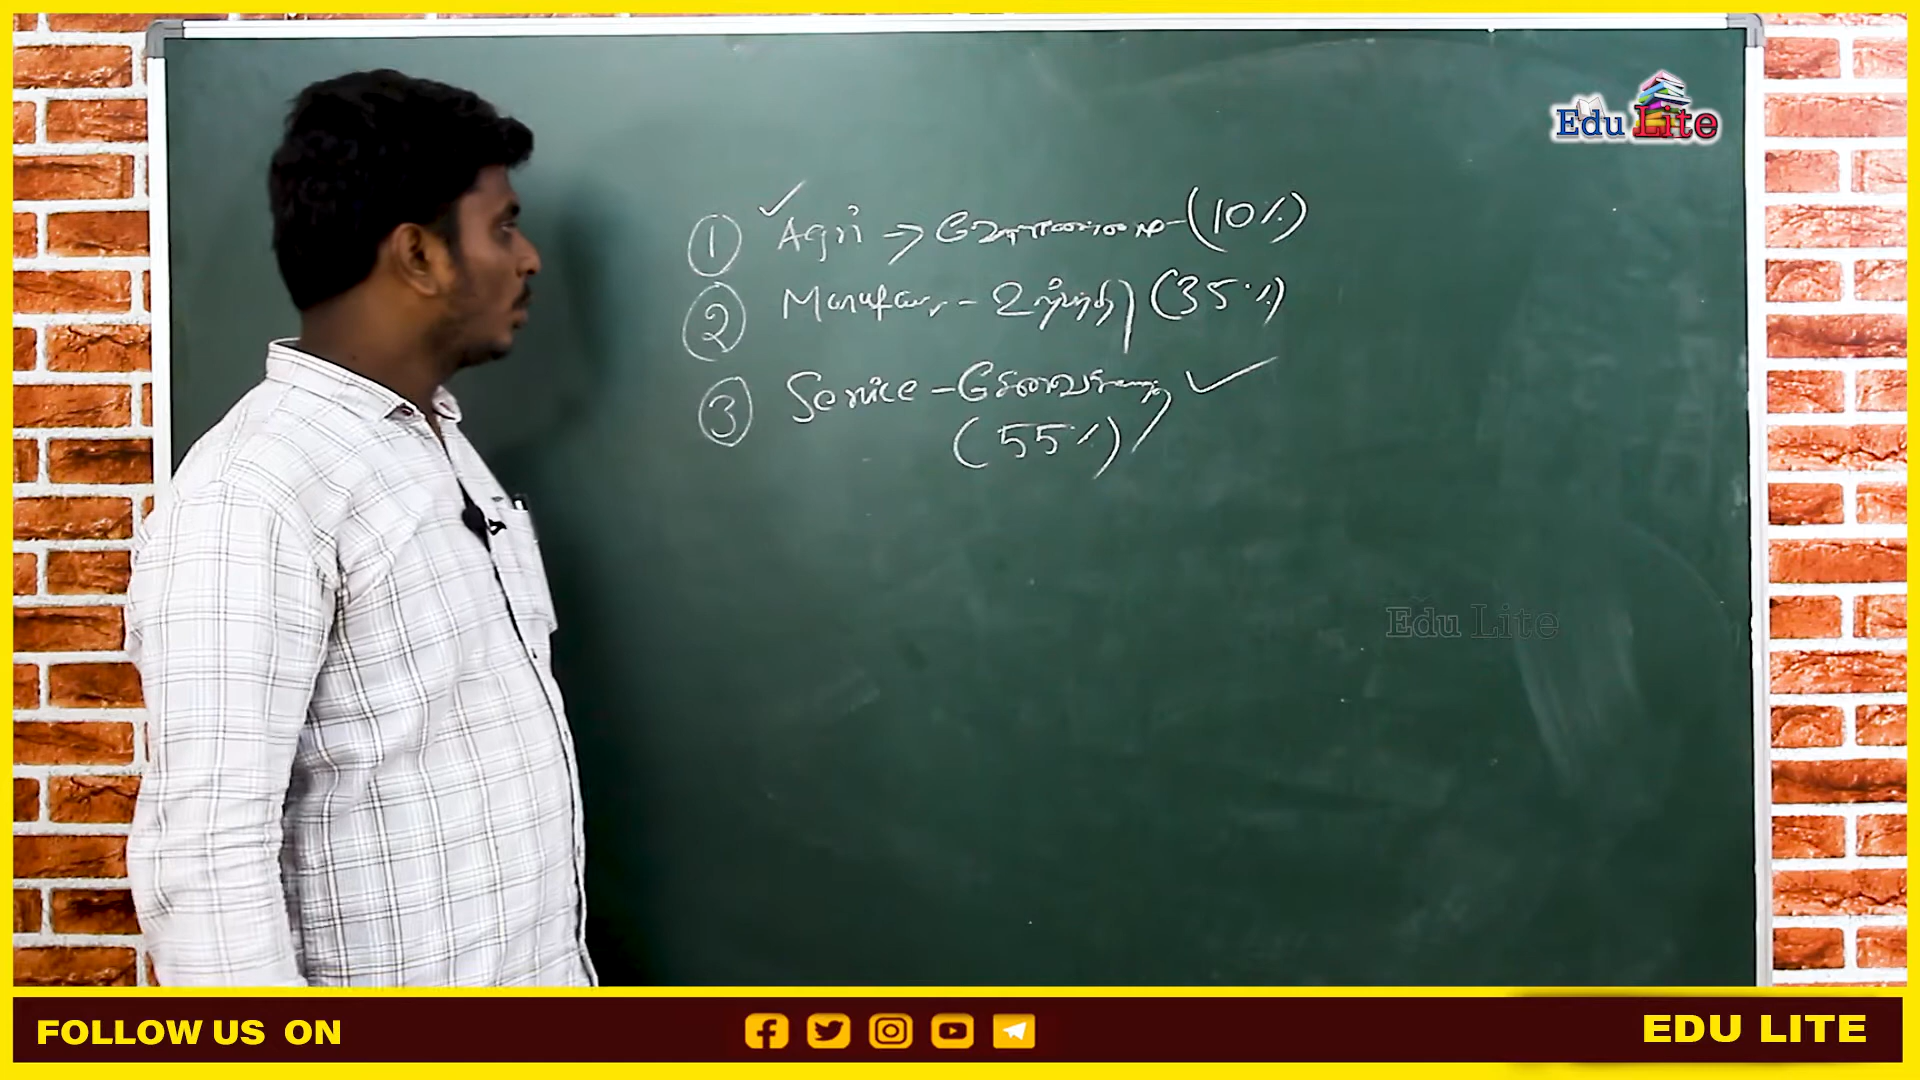 Edu Lite
① Agri → வேளாண்மை - (10%)
② Manufac, - உற்பத்தி (35%)
③ Service - சேவைத்துறை
(55%)
Edu Lite
FOLLOW US ON
EDU LITE